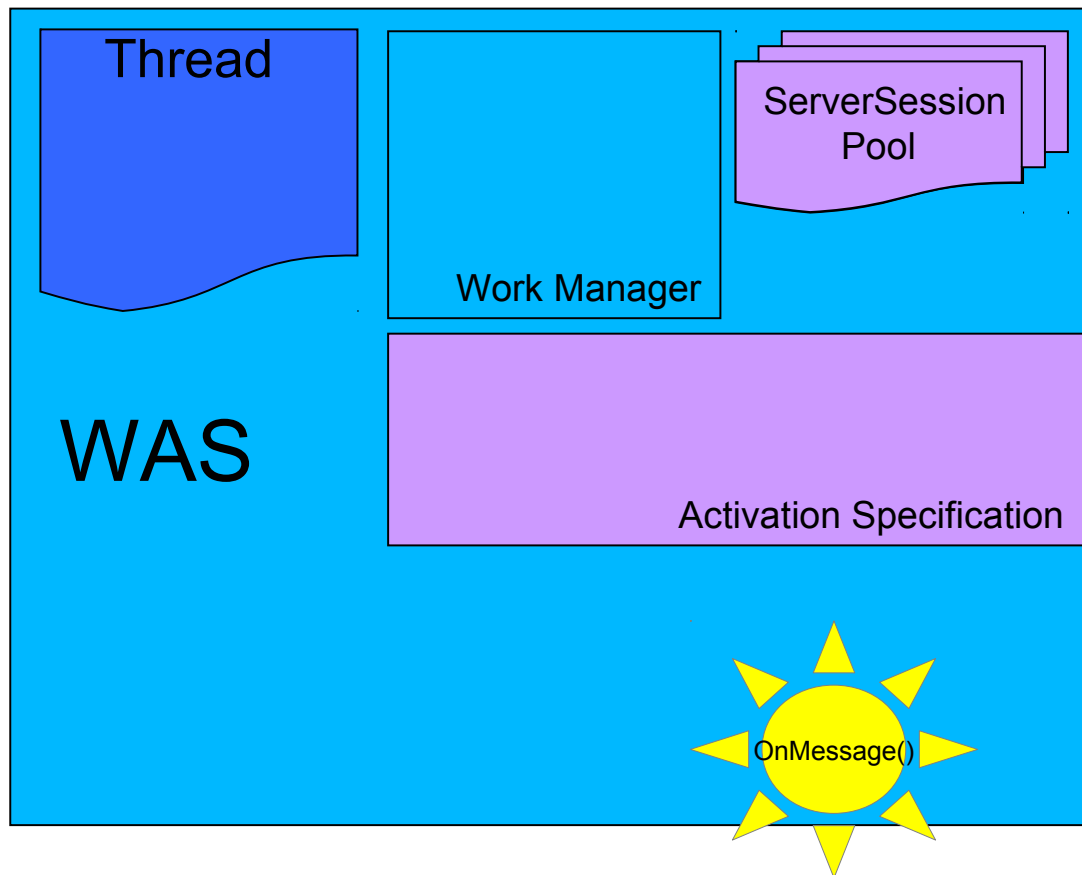 Thread
ServerSession
Pool
Work Manager
WAS
Activation Specification
OnMessage()